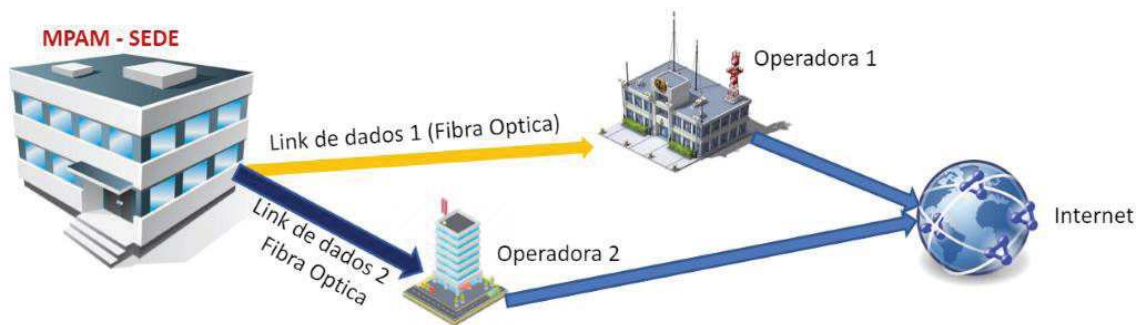 MPAM - SEDE
Operadora 1
Link de dados 1 (Fibra Optica)
Link de dados 2
Fibra Optica
Operadora 2
Internet